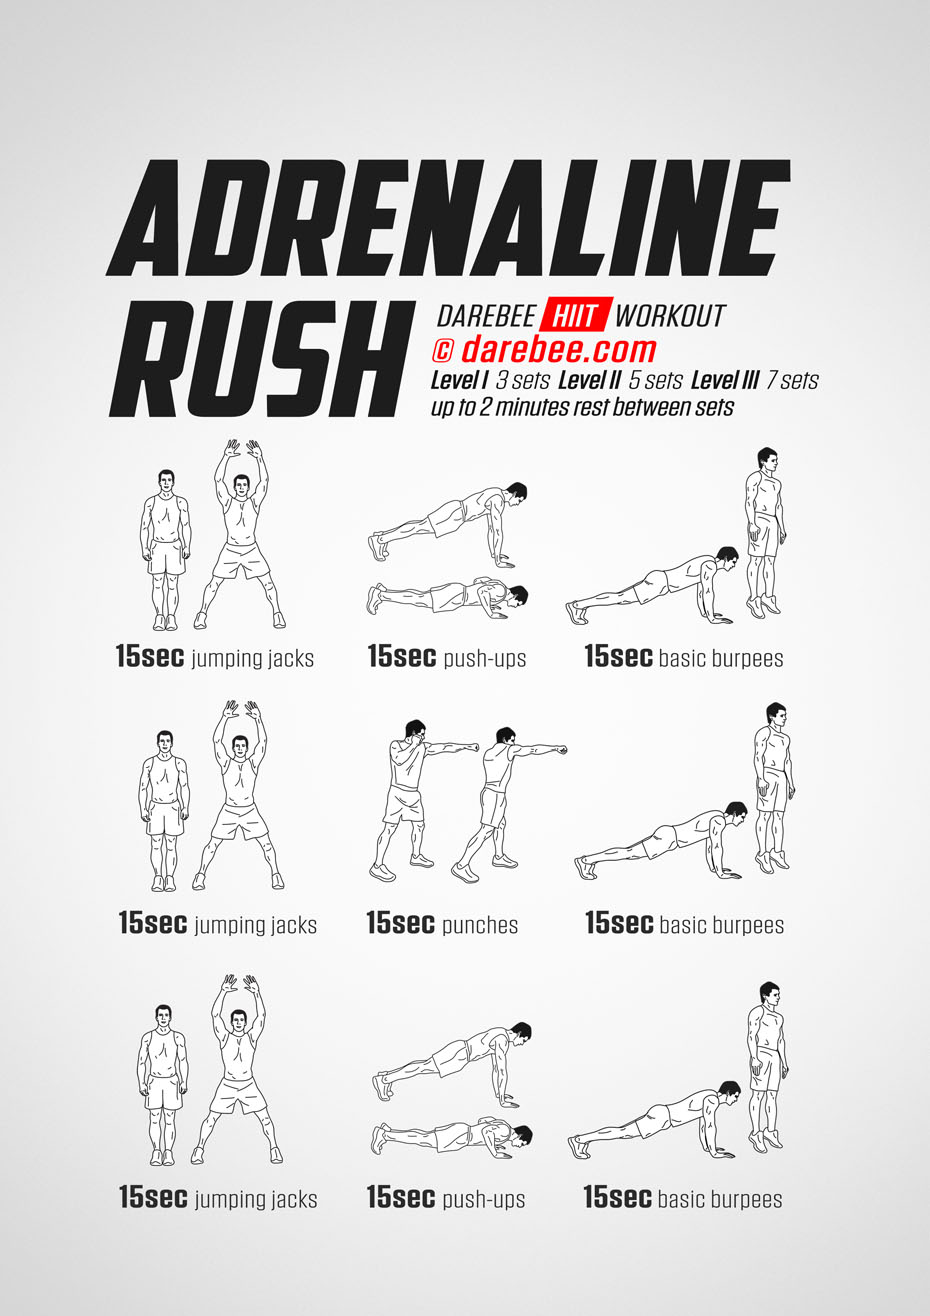 ADRENALINE
RUSH
DAREBEE HIIT WORKOUT
© darebee.com
Level I 3 sets Level II 5 sets Level III 7 sets
up to 2 minutes rest between sets
15sec jumping jacks
15sec push-ups
15sec basic burpees
15sec jumping jacks
15sec punches
15sec basic burpees
15sec jumping jacks
15sec push-ups
15sec basic burpees